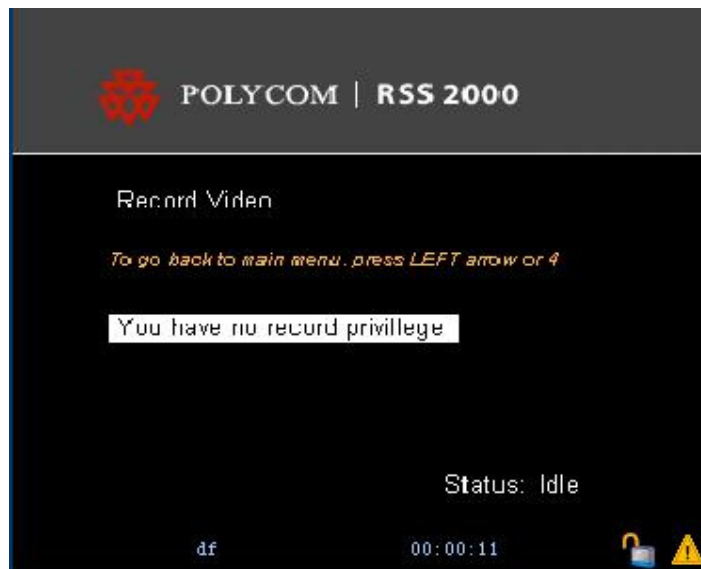 POLYCOM | RSS 2000
Record Video
To go back to main menu. press LEFT arrow or 4
You have no record privillege
Status: Idle
df 00:00:11